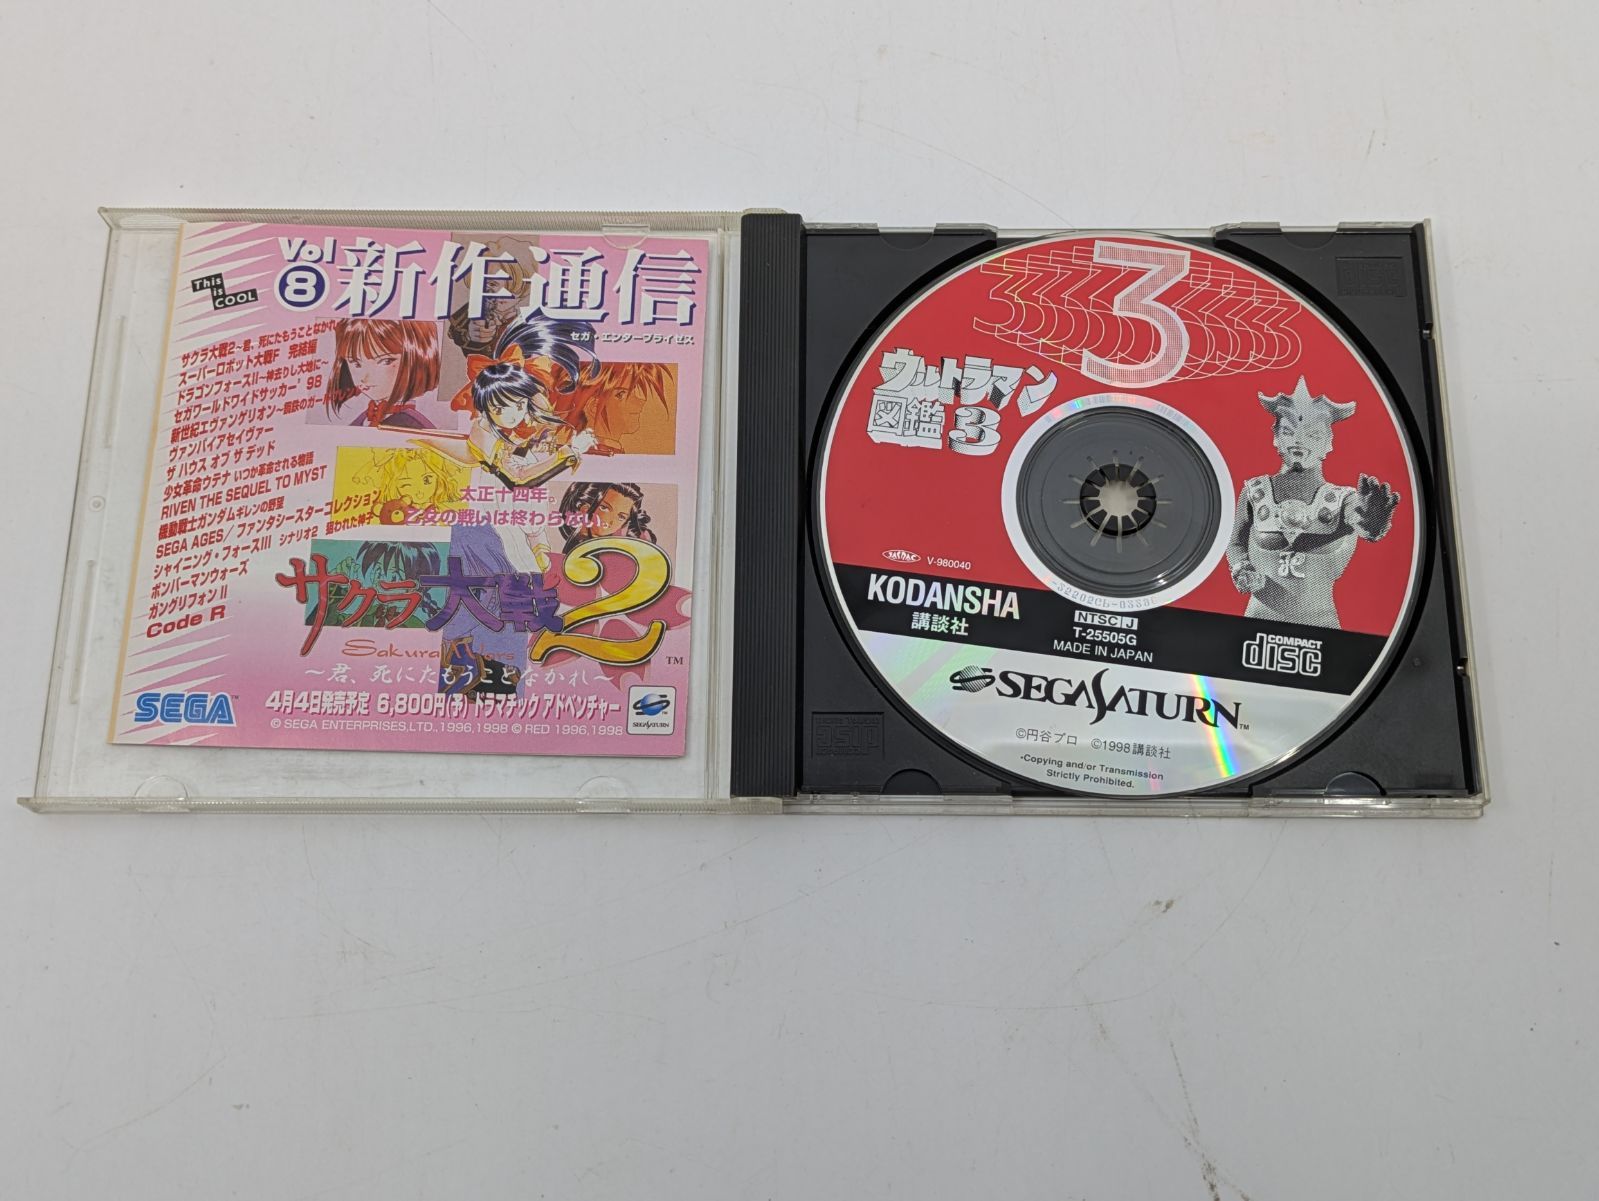 Vol
8
新作通信
This
is
COOL
セガ・エンタープライゼス
サクラ大戦2~君、死にたもうことなかれ
スーパーロボット大戦F 完結編
ドラゴンフォースII~神去りし大地に~
セガワールドワイドサッカー'98
新世紀エヴァンゲリオン~鋼鉄のガールフレンド
ヴァンパイアセイヴァー
ザ ハウス オブ ザ デッド
少女革命ウテナ いつか革命される物語
RIVEN THE SEQUEL TO MYST
機動戦士ガンダムギレンの野望
SEGA AGES/ファンタシースターコレクション
シャイニング・フォースIII シナリオ2 狙われた神子
ボンバーマンウォーズ
ガングリフォンII
Code R
太正十四年。
乙女の戦いは終わらない。
サクラ大戦2
TM
Sakura Wars
~君、死にたもうことなかれ~
SEGA
4月4日発売予定 6,800円(予) ドラマチック アドベンチャー
© SEGA ENTERPRISES,LTD.,1996,1998 © RED 1996,1998
SEGA SATURN
3
ウルトラマン
図鑑3
V-980040
KODANSHA
講談社
NTSC J
T-25505G
MADE IN JAPAN
COMPACT
disc
SEGA SATURN
TM
©円谷プロ ©1998講談社
•Copying and/or Transmission
Strictly Prohibited.